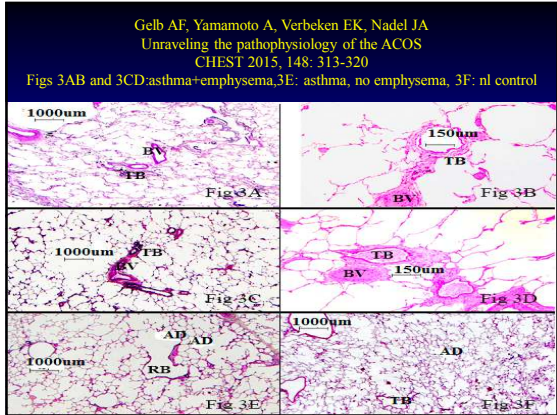 Gelb AF, Yamamoto A, Verbeken EK, Nadel JA
Unraveling the pathophysiology of the ACOS
CHEST 2015, 148: 313-320
Figs 3AB and 3CD:asthma+emphysema,3E: asthma, no emphysema, 3F: nl control
1000um
BV
TB
Fig 3A
150um
TB
BV
Fig 3B
1000um
TB
BV
Fig 3C
TB
BV
150um
Fig 3D
AD
AD
1000um
RB
Fig 3E
1000um
AD
TB
Fig 3F